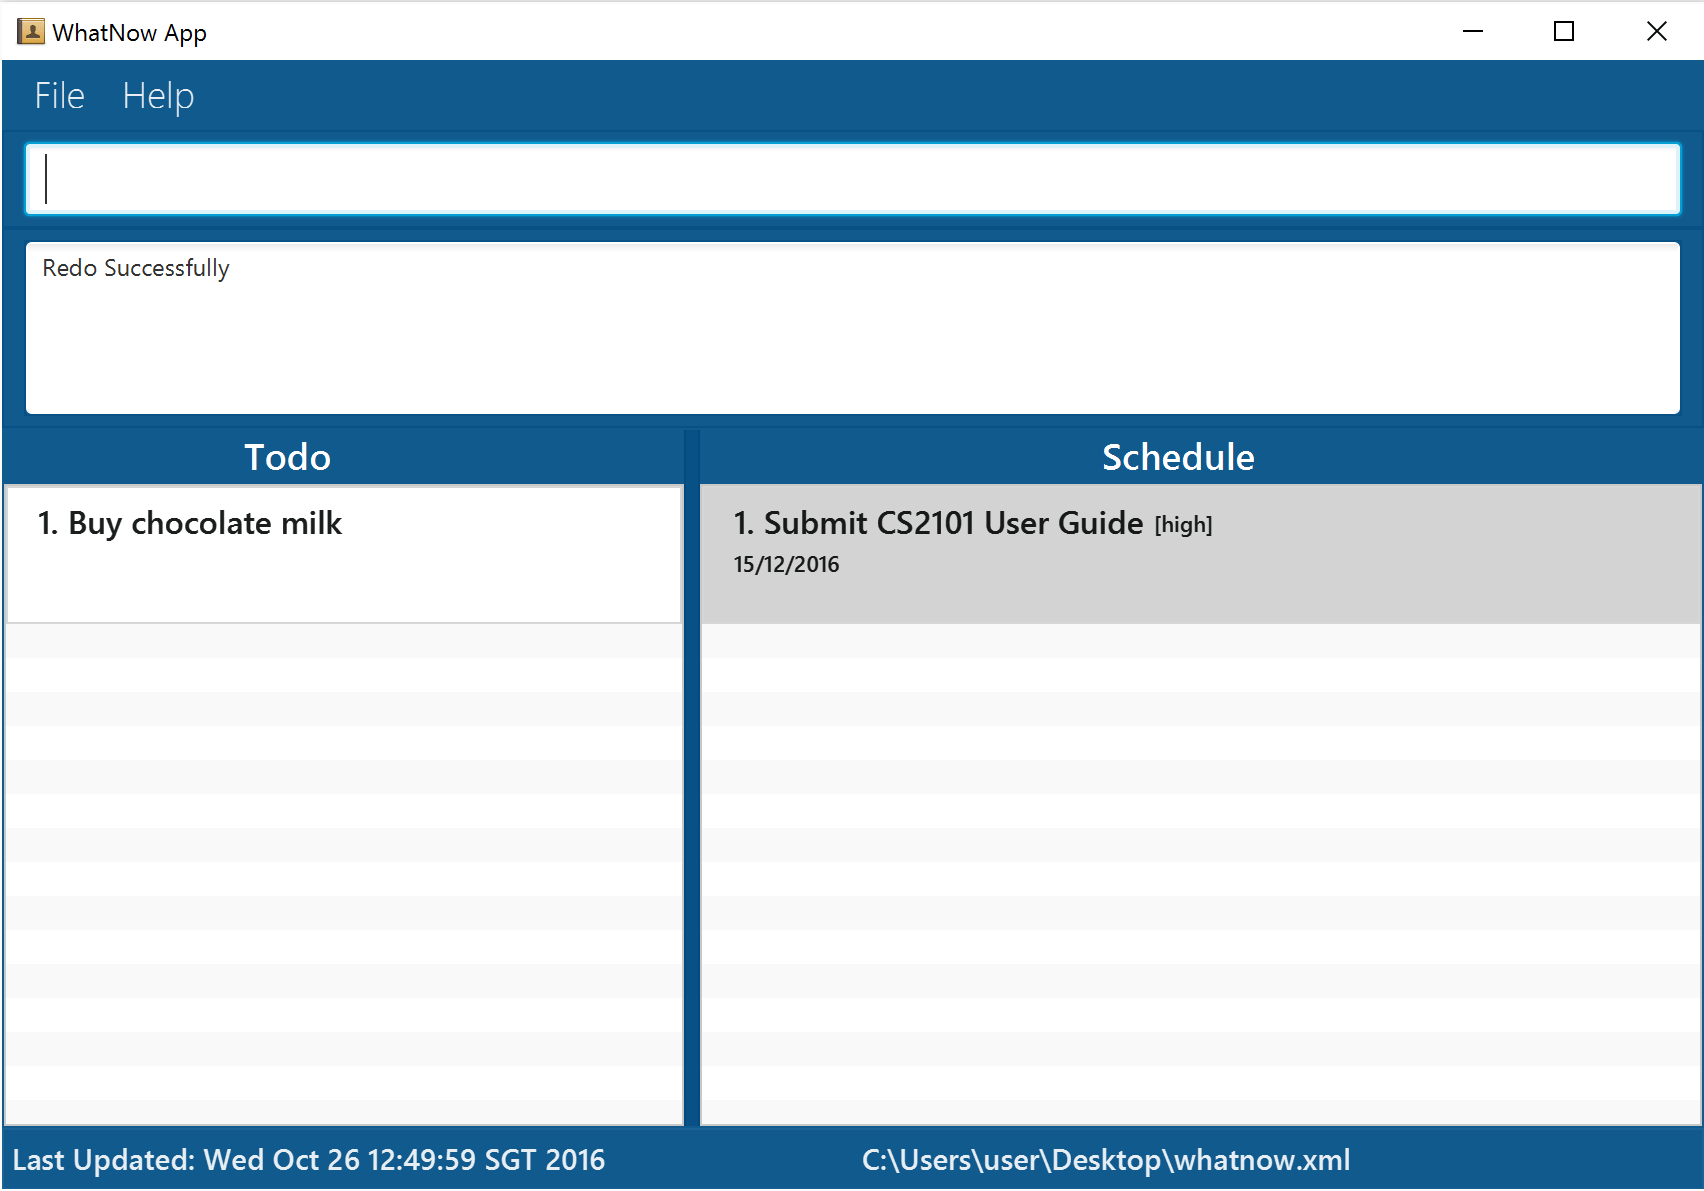 WhatNow App
File Help
Redo Successfully
Todo
Schedule
1. Buy chocolate milk
1. Submit CS2101 User Guide [high]
15/12/2016
Last Updated: Wed Oct 26 12:49:59 SGT 2016
C:\Users\user\Desktop\whatnow.xml